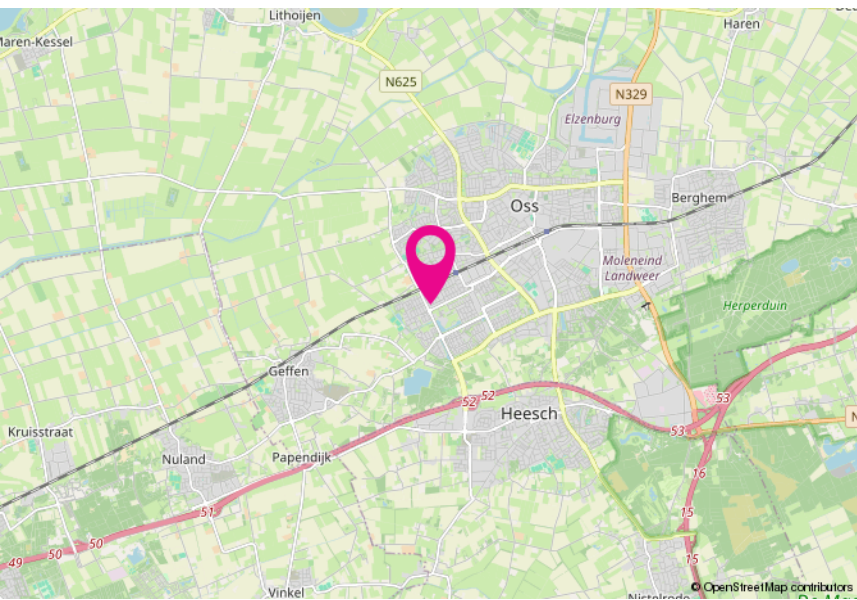 Lithoijen
Haren
Maren-Kessel
N625
N329
Elzenburg
Berghem
Oss
Moleneind
Landweer
Herperduin
Geffen
52
52
53
Heesch
53
Kruisstraat
Nuland
Papendijk
16
51
15
50
50
49
15
Vinkel
Nistelrode
© OpenStreetMap contributors